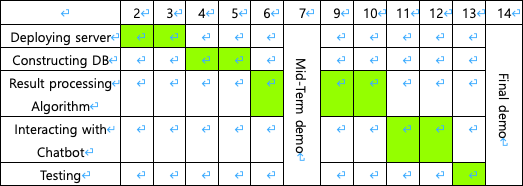 2 3 4 5 6 7 9 10 11 12 13 14
Deploying server
Constructing DB
Result processing
Algorithm
Interacting with
Chatbot
Testing
Mid-Term demo
Final demo